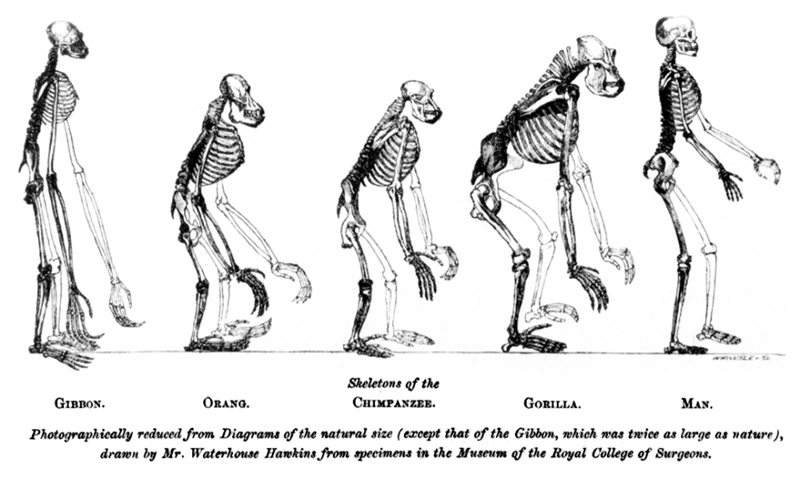 Skeletons of the
GIBBON. ORANG. CHIMPANZEE. GORILLA. MAN.
Photographically reduced from Diagrams of the natural size (except that of the Gibbon, which was twice as large as nature),
drawn by Mr. Waterhouse Hawkins from specimens in the Museum of the Royal College of Surgeons.